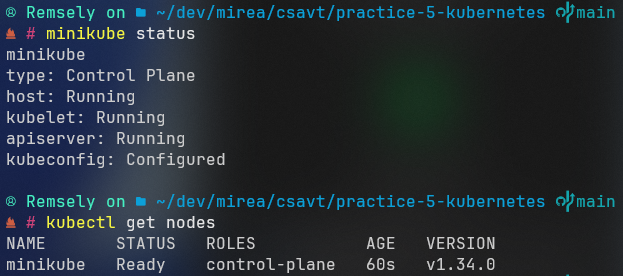 Remsely on ~/dev/mirea/csavt/practice-5-kubernetes main
# minikube status
minikube
type: Control Plane
host: Running
kubelet: Running
apiserver: Running
kubeconfig: Configured
Remsely on ~/dev/mirea/csavt/practice-5-kubernetes main
# kubectl get nodes
NAME STATUS ROLES AGE VERSION
minikube Ready control-plane 60s v1.34.0